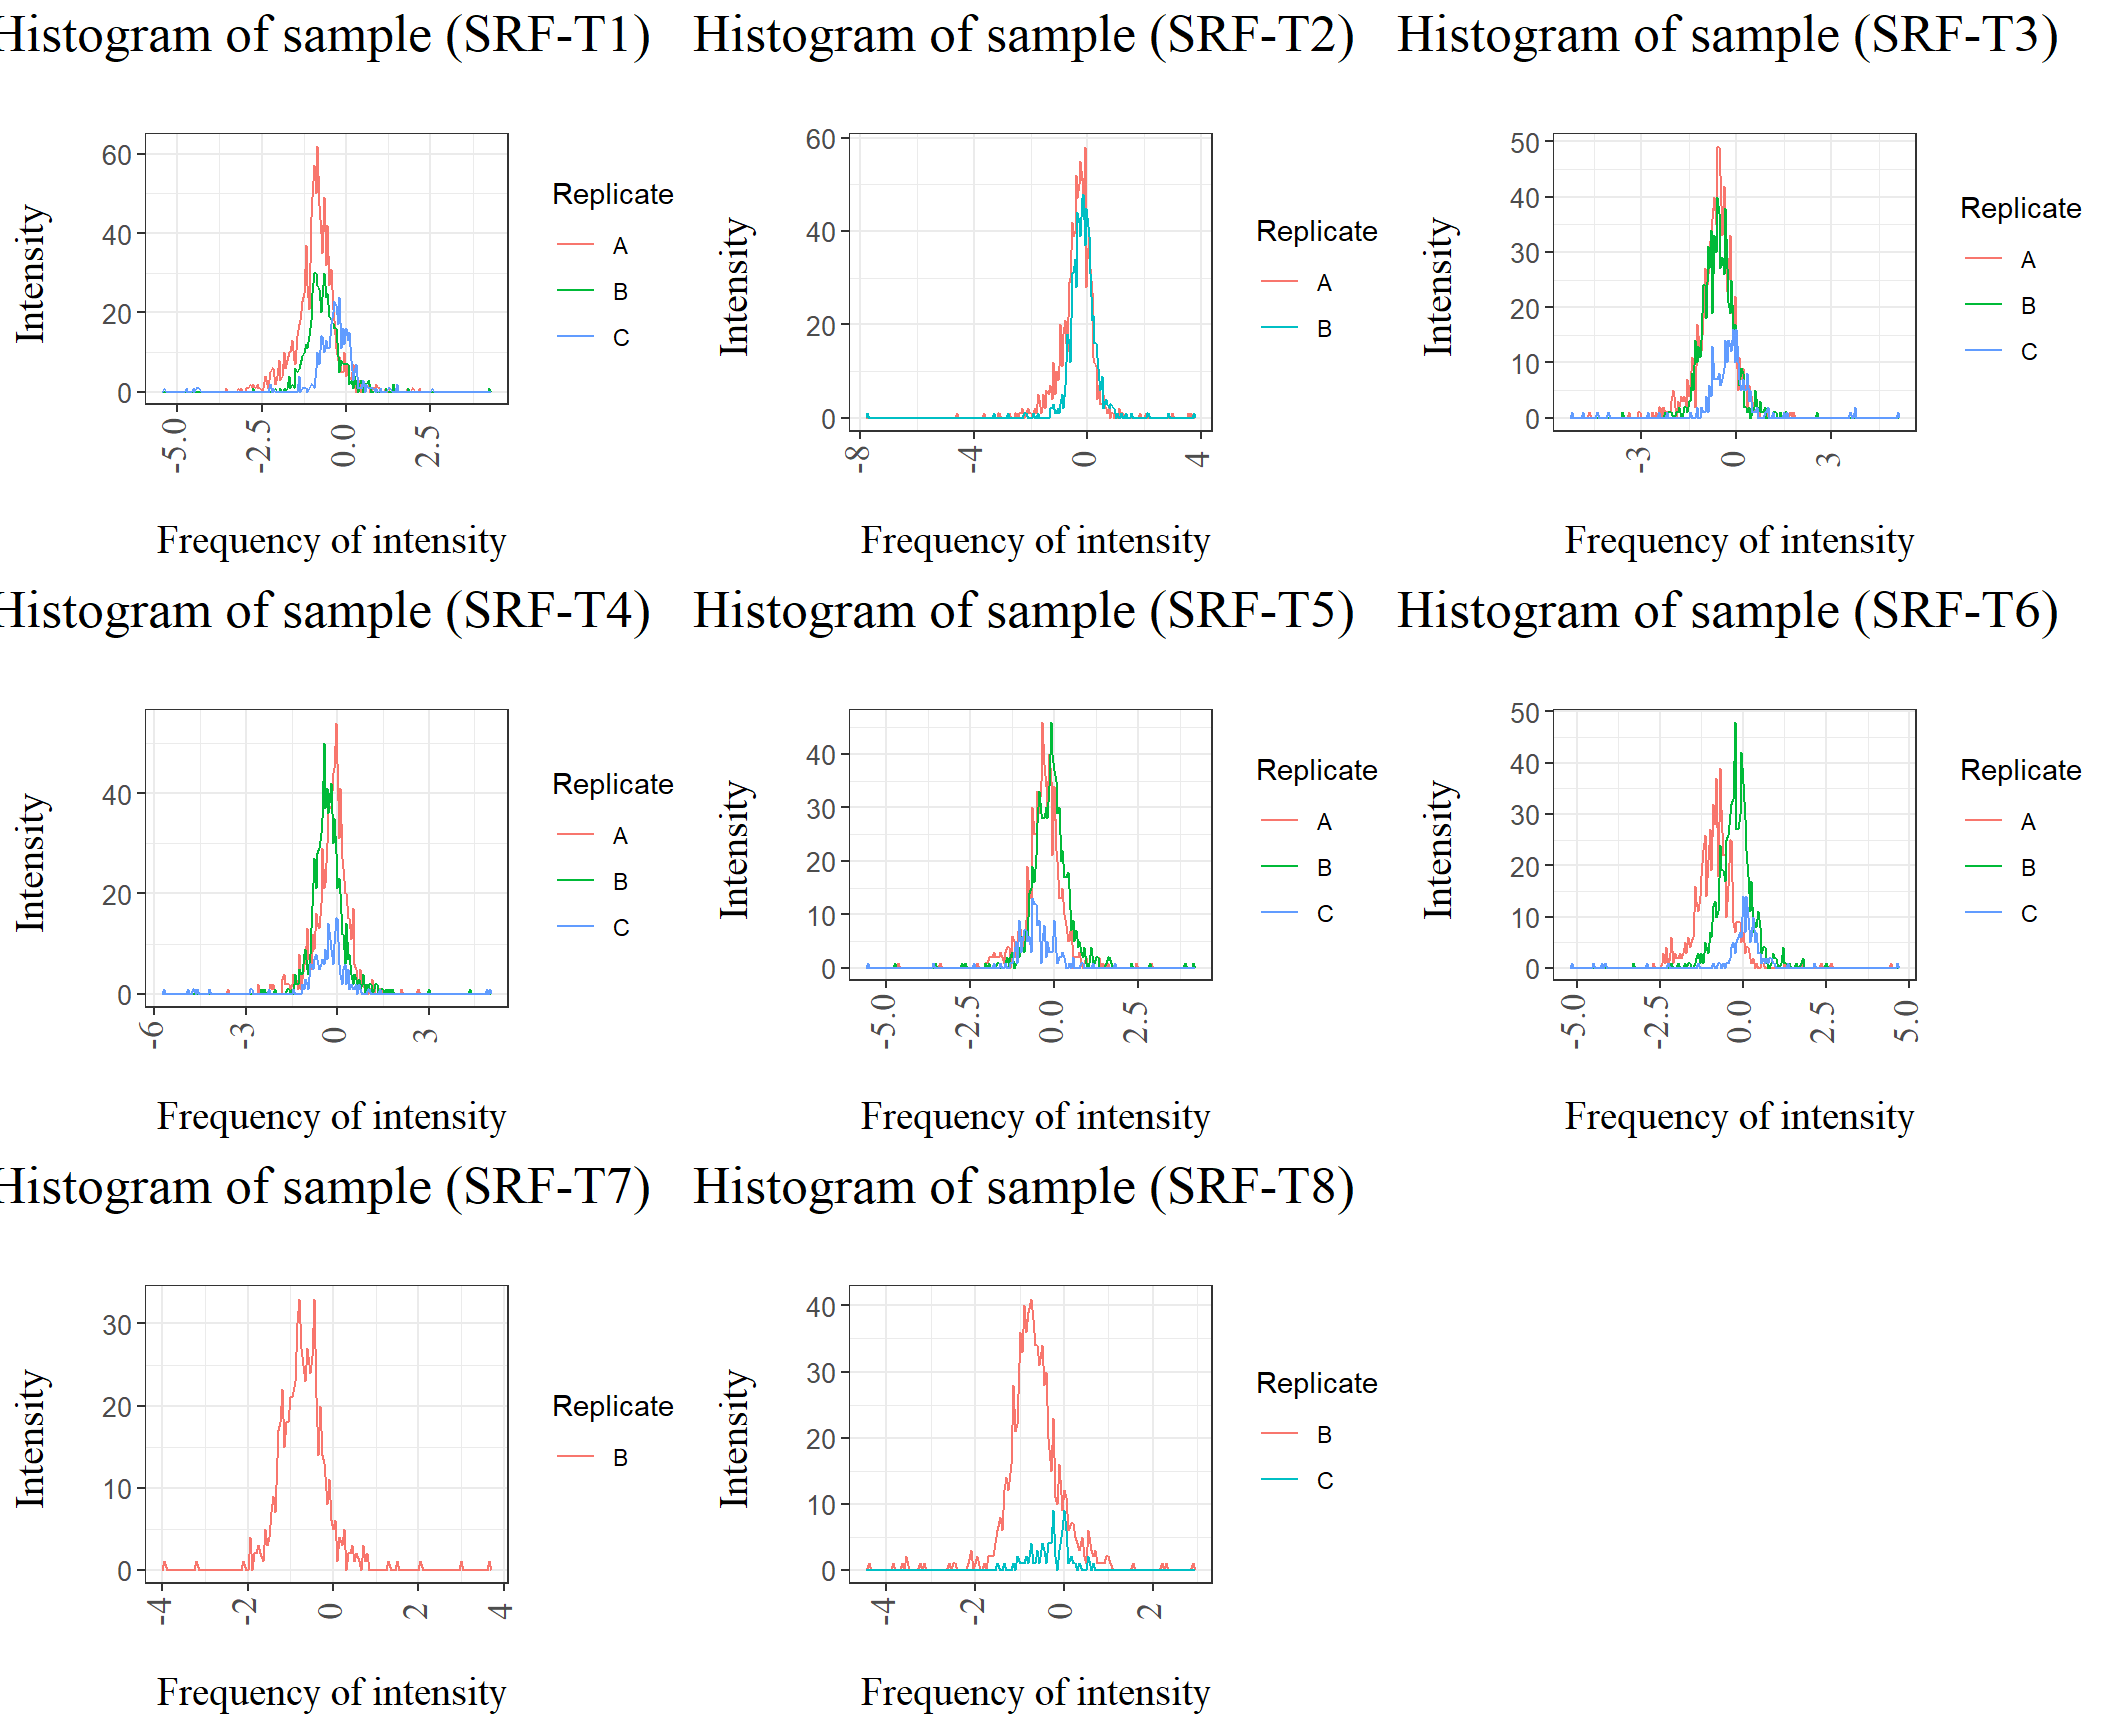 Histogram of sample (SRF-T1)
Intensity
60
40
20
0
-5.0
-2.5
0.0
2.5
Frequency of intensity
Replicate
A
B
C
Histogram of sample (SRF-T2)
Intensity
60
40
20
0
-8
-4
0
4
Frequency of intensity
Replicate
A
B
Histogram of sample (SRF-T3)
Intensity
50
40
30
20
10
0
-3
0
3
Frequency of intensity
Replicate
A
B
C
Histogram of sample (SRF-T4)
Intensity
40
20
0
-6
-3
0
3
Frequency of intensity
Replicate
A
B
C
Histogram of sample (SRF-T5)
Intensity
40
30
20
10
0
-5.0
-2.5
0.0
2.5
Frequency of intensity
Replicate
A
B
C
Histogram of sample (SRF-T6)
Intensity
50
40
30
20
10
0
-5.0
-2.5
0.0
2.5
5.0
Frequency of intensity
Replicate
A
B
C
Histogram of sample (SRF-T7)
Intensity
30
20
10
0
-4
-2
0
2
4
Frequency of intensity
Replicate
B
Histogram of sample (SRF-T8)
Intensity
40
30
20
10
0
-4
-2
0
2
Frequency of intensity
Replicate
B
C